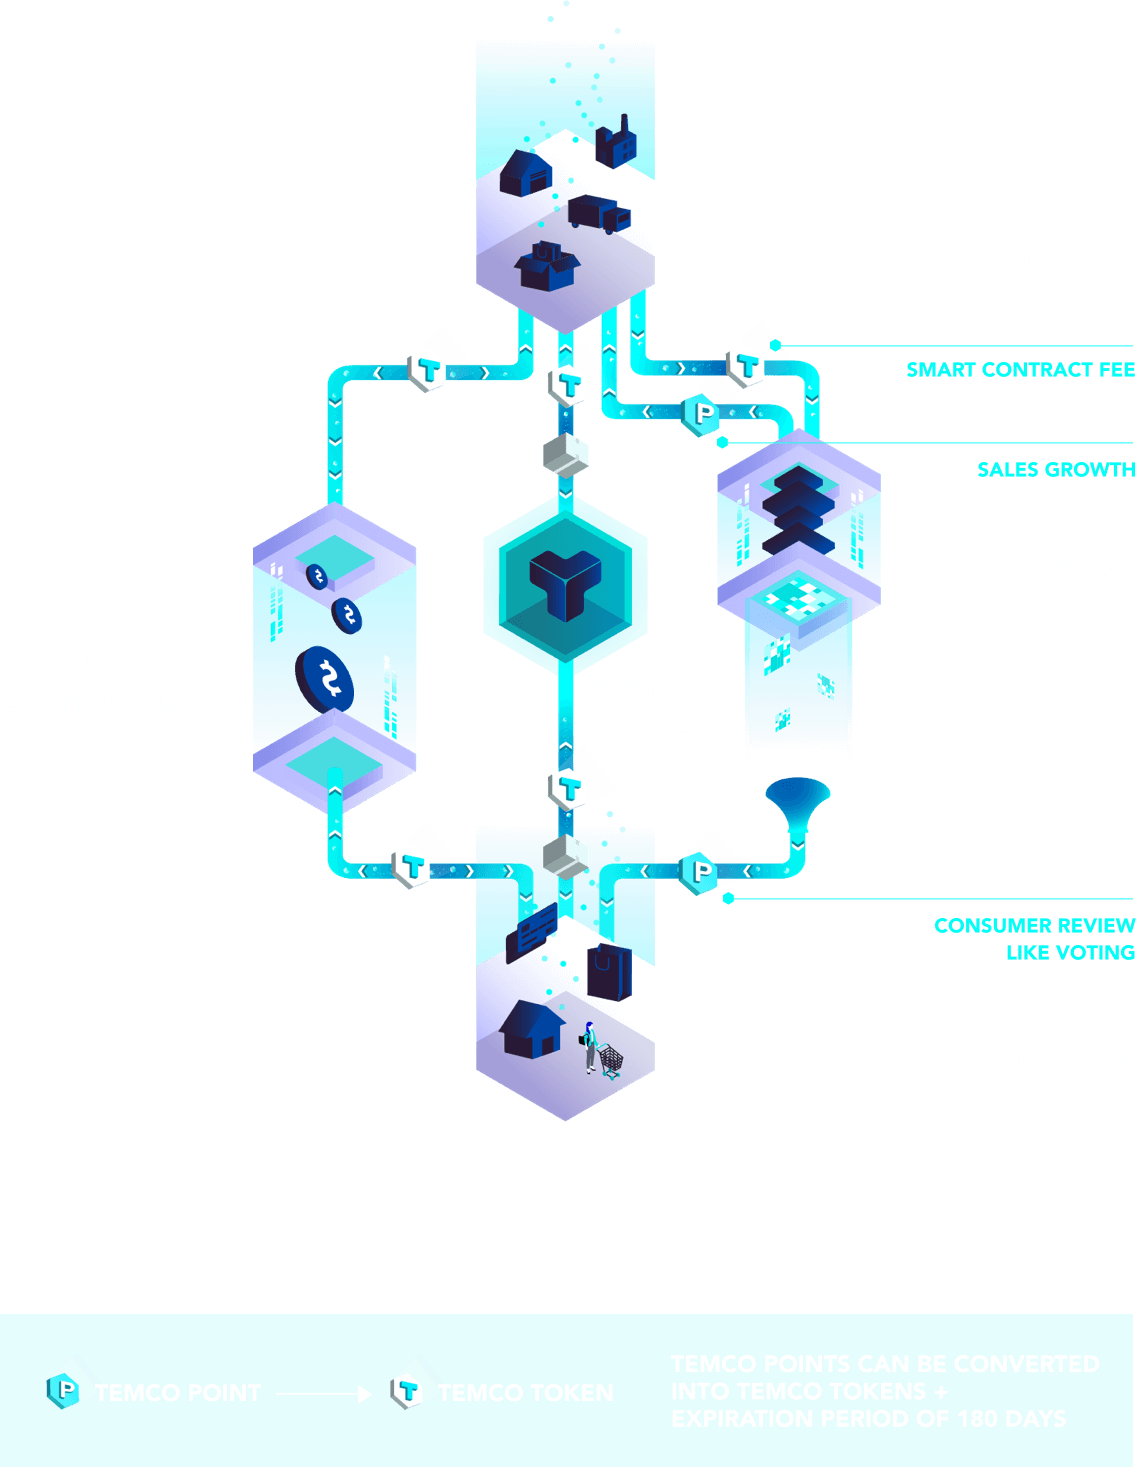 SMART CONTRACT FEE
SALES GROWTH
CONSUMER REVIEW
LIKE VOTING
TEMCO POINT
TEMCO TOKEN
TEMCO POINTS CAN BE CONVERTED
INTO TEMCO TOKENS +
EXPIRATION PERIOD OF 180 DAYS